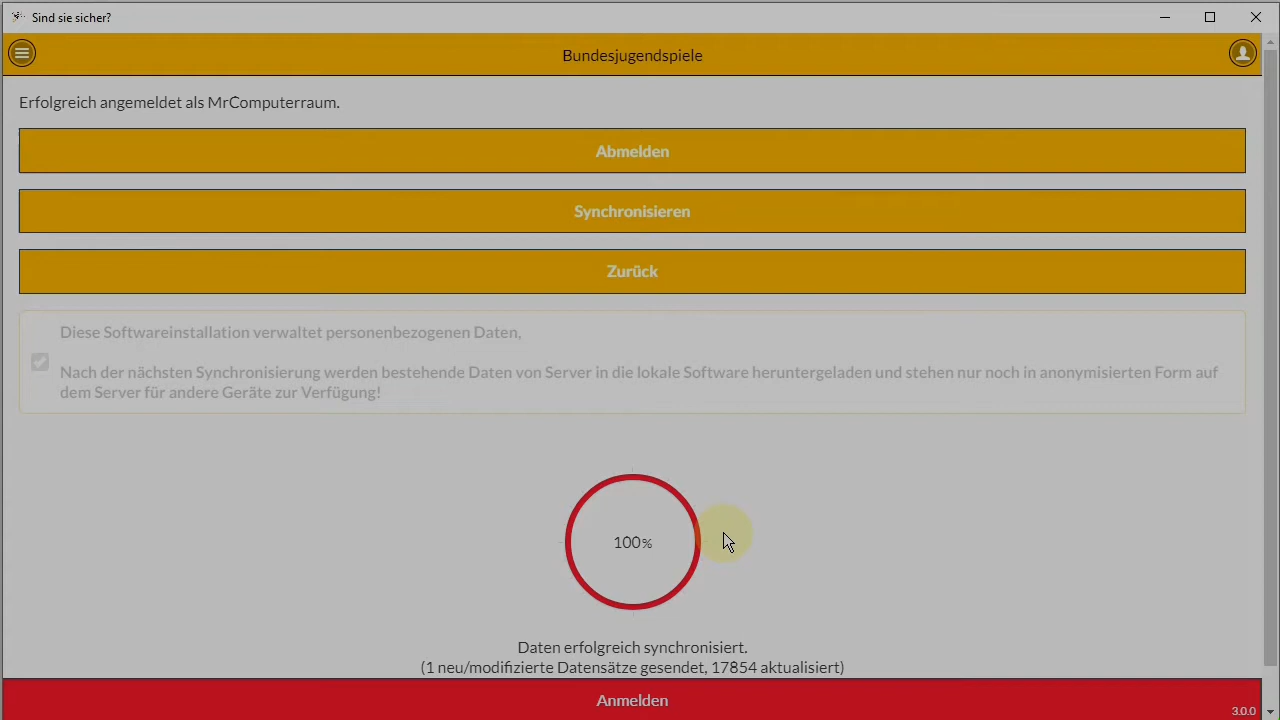 Sind sie sicher?
Bundesjugendspiele
Erfolgreich angemeldet als MrComputerraum.
Abmelden
Synchronisieren
Zurück
Diese Softwareinstallation verwaltet personenbezogenen Daten,
Nach der nächsten Synchronisierung werden bestehende Daten von Server in die lokale Software heruntergeladen und stehen nur noch in anonymisierten Form auf
dem Server für andere Geräte zur Verfügung!
100%
Daten erfolgreich synchronisiert.
(1 neu/modifizierte Datensätze gesendet, 17854 aktualisiert)
Anmelden
3.0.0